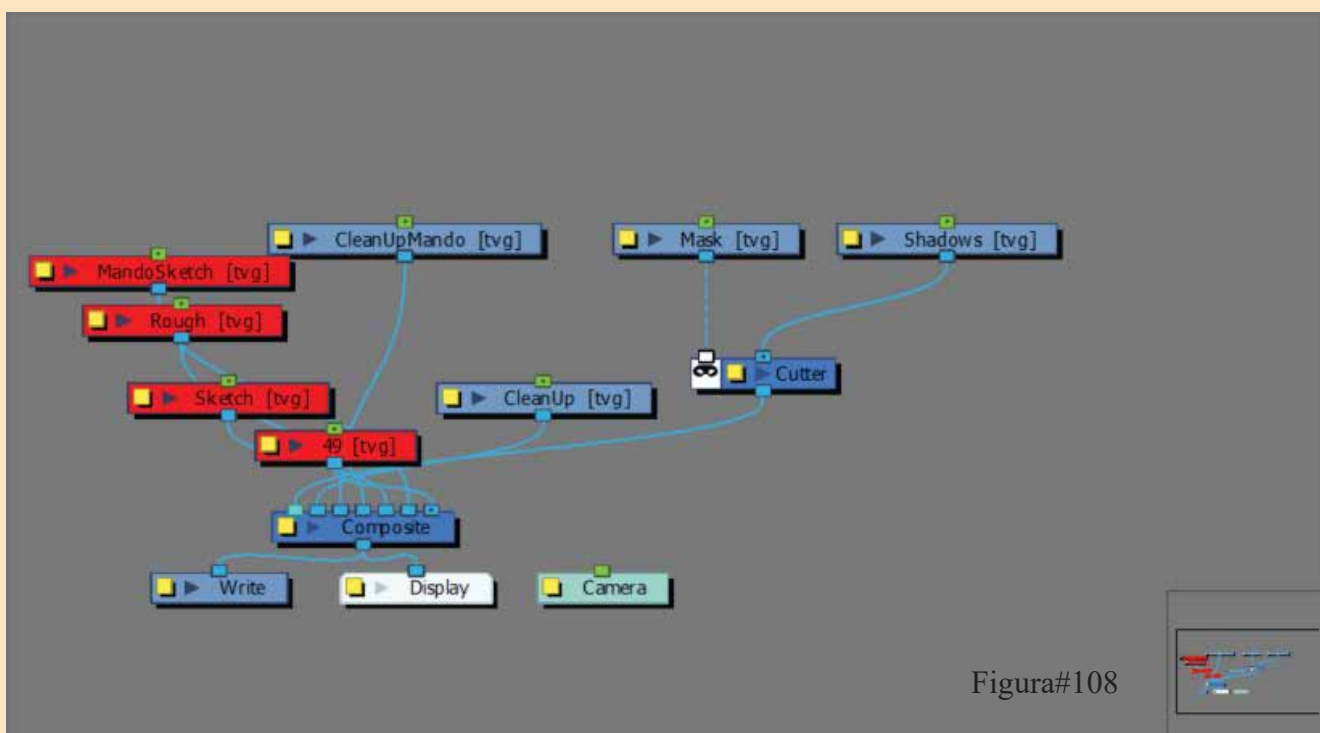 CleanUpMando [tvg]
Mask [tvg]
Shadows [tvg]
MandoSketch [tvg]
Rough [tvg]
Cutter
Sketch [tvg]
CleanUp [tvg]
49 [tvg]
Composite
Write
Display
Camera
Figura#108